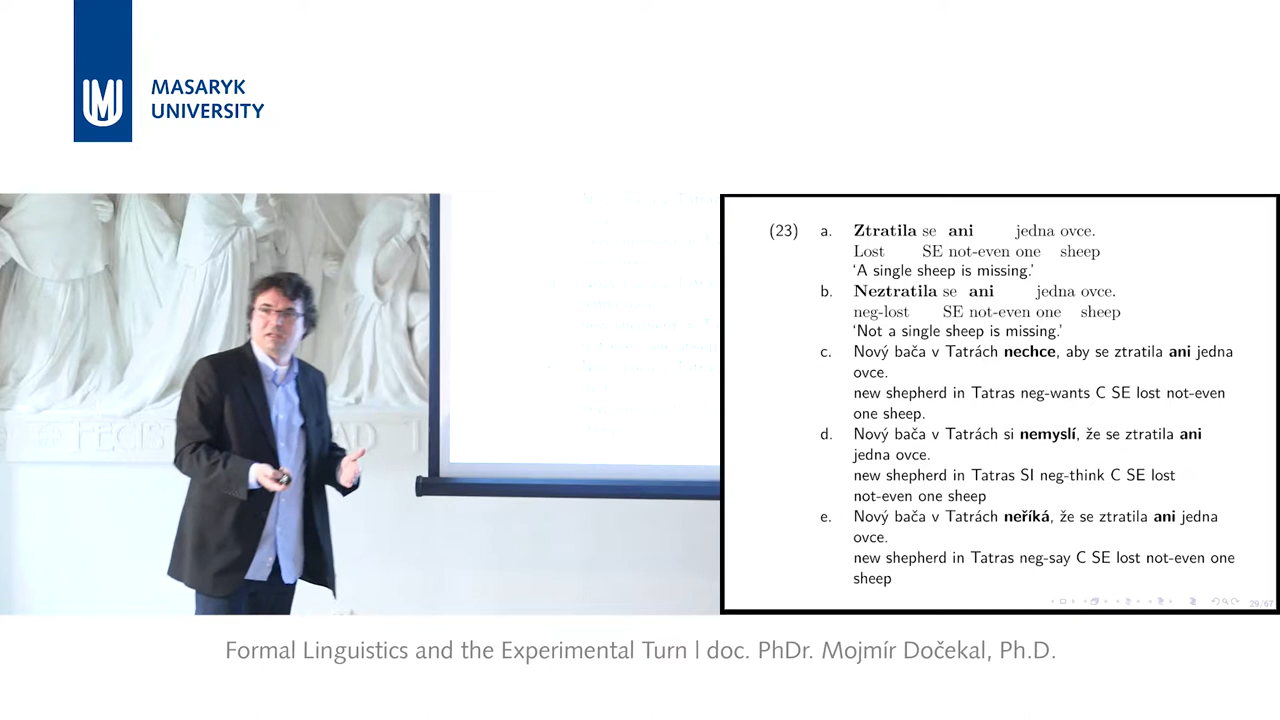 MASARYK
UNIVERSITY
FECIS
AD
(23) a. Ztratila se ani jedna ovce.
Lost SE not-even one sheep
‘A single sheep is missing.’
b. Neztratila se ani jedna ovce.
neg-lost SE not-even one sheep
‘Not a single sheep is missing.’
c. Nový bača v Tatrách nechce, aby se ztratila ani jedna
ovce.
new shepherd in Tatras neg-wants C SE lost not-even
one sheep.
d. Nový bača v Tatrách si nemyslí, že se ztratila ani
jedna ovce.
new shepherd in Tatras SI neg-think C SE lost
not-even one sheep
e. Nový bača v Tatrách neříká, že se ztratila ani jedna
ovce.
new shepherd in Tatras neg-say C SE lost not-even one
sheep
29/67
Formal Linguistics and the Experimental Turn | doc. PhDr. Mojmír Dočekal, Ph.D.